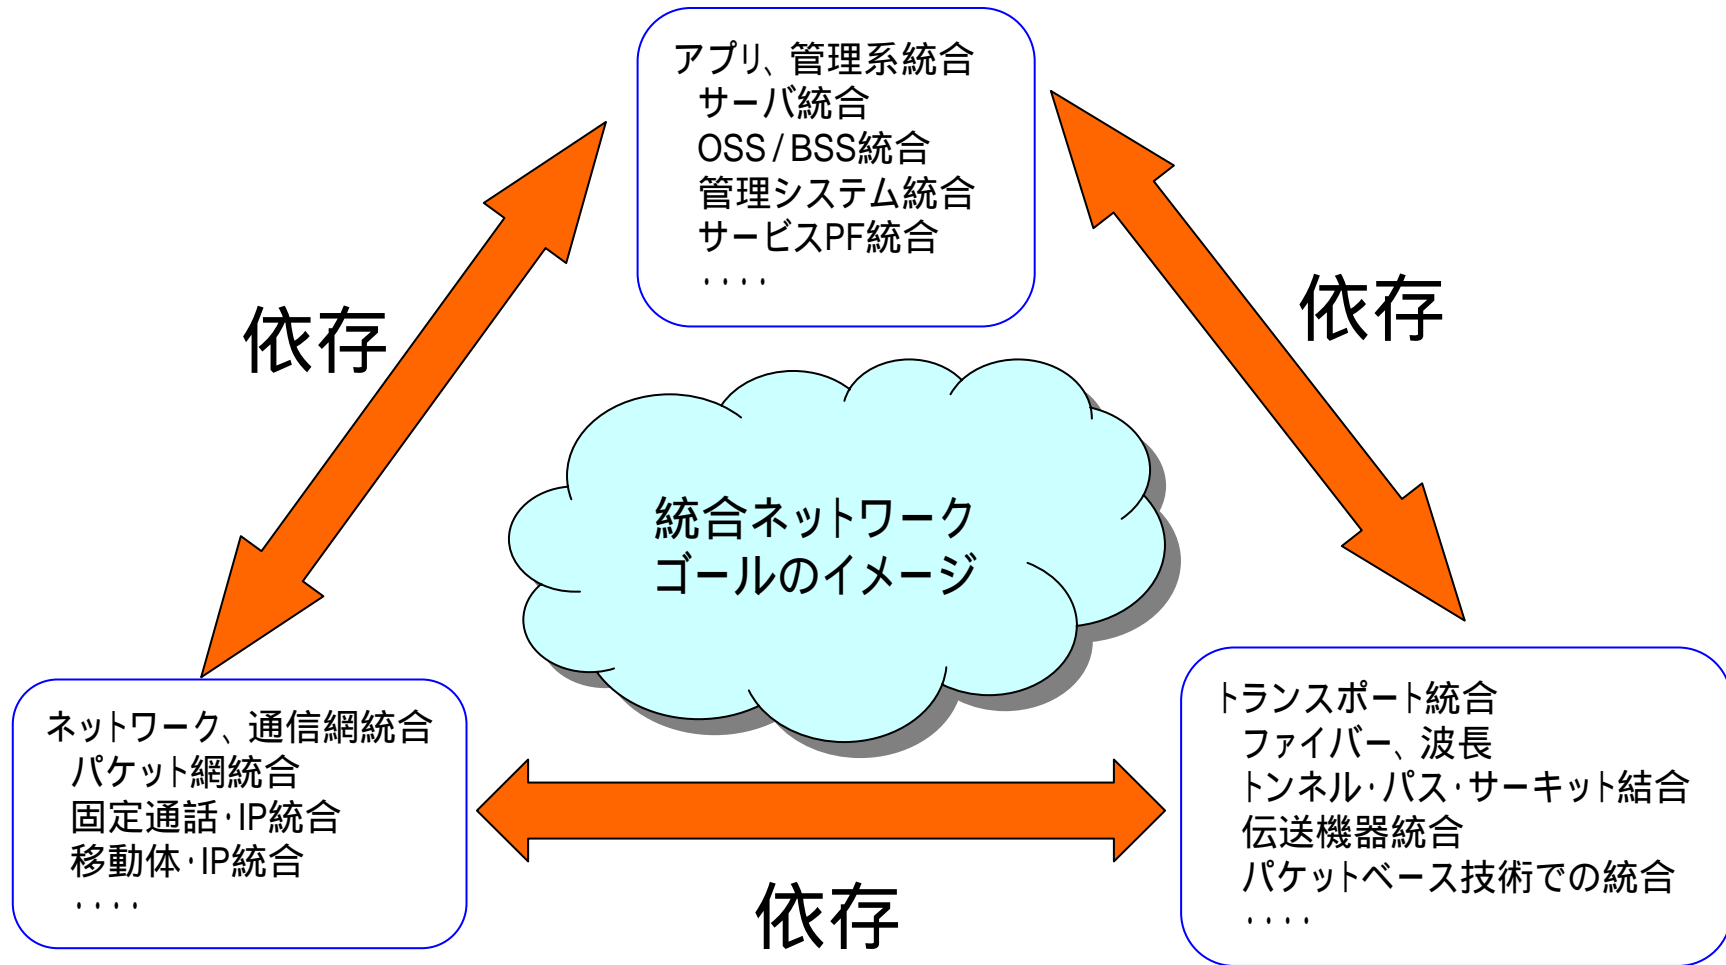 アプリ、管理系統合
サーバ統合
OSS/BSS統合
管理システム統合
サービスPF統合
・・・・
依存
依存
統合ネットワーク
ゴールのイメージ
ネットワーク、通信網統合
パケット網統合
固定通話・IP統合
移動体・IP統合
・・・・
トランスポート統合
ファイバー、波長
トンネル・パス・サーキット結合
伝送機器統合
パケットベース技術での統合
・・・・
依存